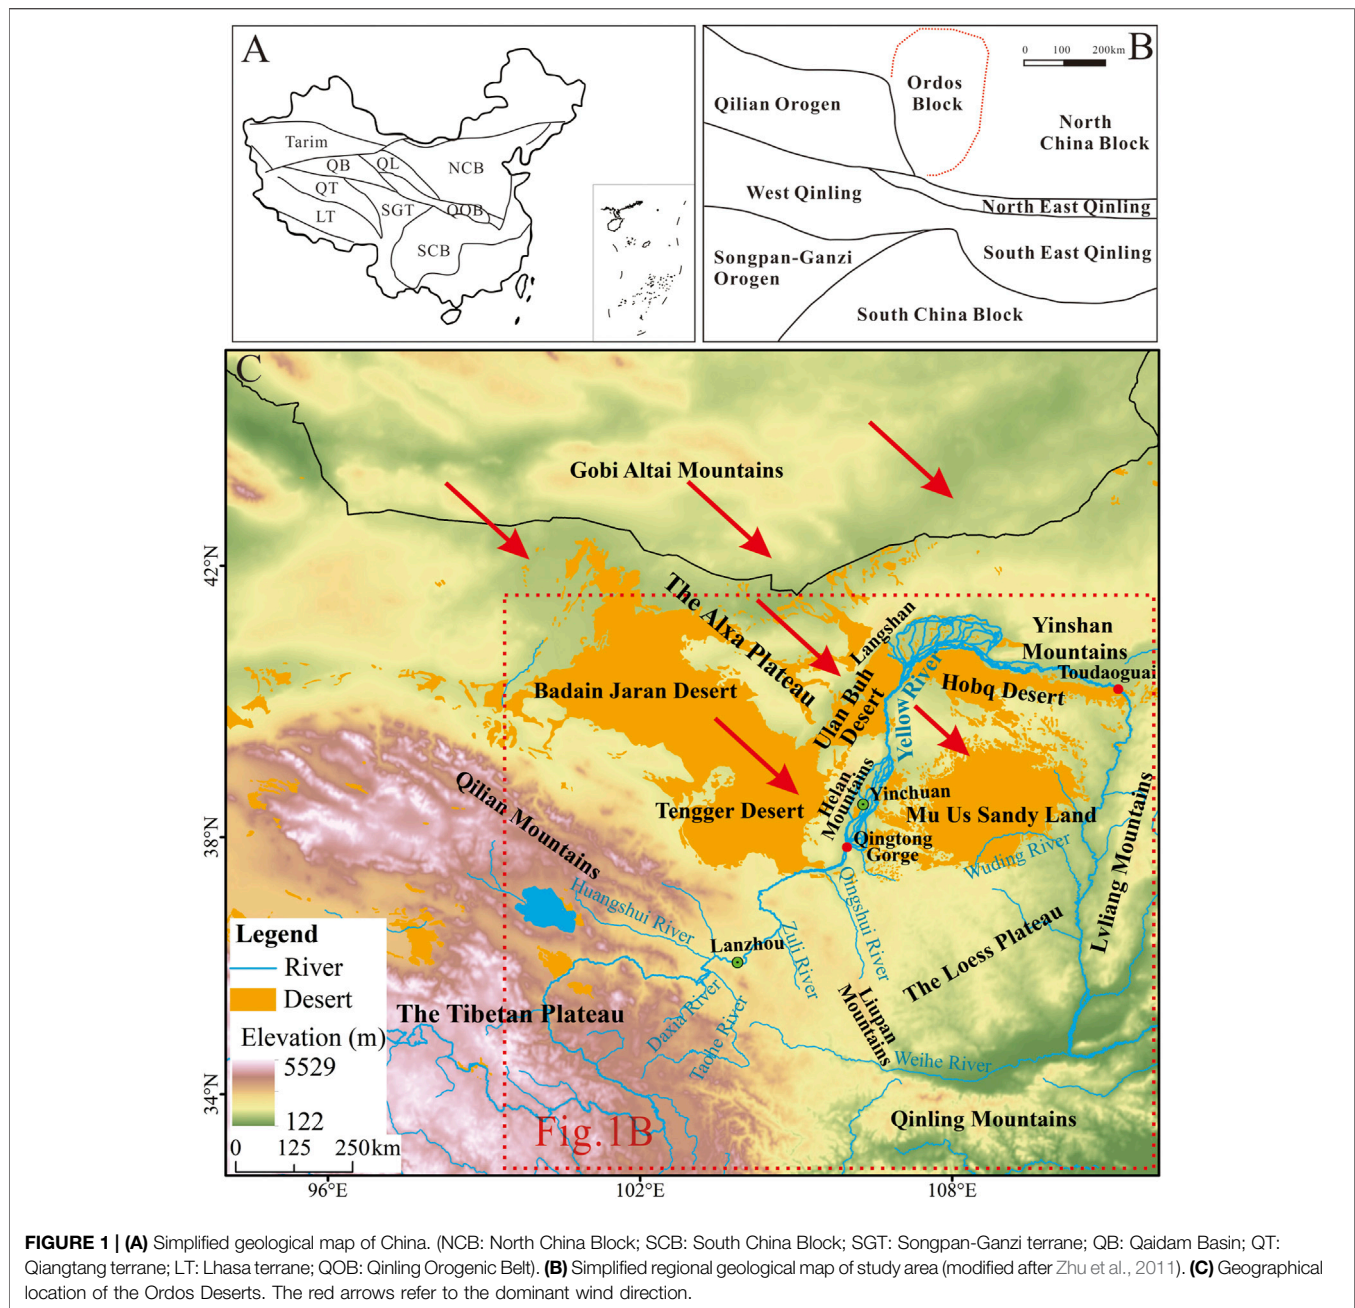 A
Tarim
QB
QL
NCB
QT
LT
SGT
QOB
SCB
B
0 100 200km
Ordos
Block
Qilian Orogen
North
China Block
West Qinling
North East Qinling
South East Qinling
Songpan-Ganzi
Orogen
South China Block
C
Gobi Altai Mountains
The Alxa Plateau
Langshan
Yinshan
Mountains
Toudaoguai
Badain Jaran Desert
Ulan Buh
Desert
Yellow River
Hobq Desert
Qilian Mountains
Tengger Desert
Helan
Mountains
Yinchuan
Mu Us Sandy Land
Qingtong
Gorge
Wuding River
Lvliang Mountains
Huangshui River
Lanzhou
Zuli River
Qingshui River
The Loess Plateau
Liupan
Mountains
The Tibetan Plateau
Daxia River
Taohe River
Weihe River
Qinling Mountains
Fig.1B
Legend
River
Desert
Elevation (m)
5529
122
0 125 250km
42°N
38°N
34°N
96°E
102°E
108°E
FIGURE 1 | (A) Simplified geological map of China. (NCB: North China Block; SCB: South China Block; SGT: Songpan-Ganzi terrane; QB: Qaidam Basin; QT:
Qiangtang terrane; LT: Lhasa terrane; QOB: Qinling Orogenic Belt). (B) Simplified regional geological map of study area (modified after Zhu et al., 2011). (C) Geographical
location of the Ordos Deserts. The red arrows refer to the dominant wind direction.